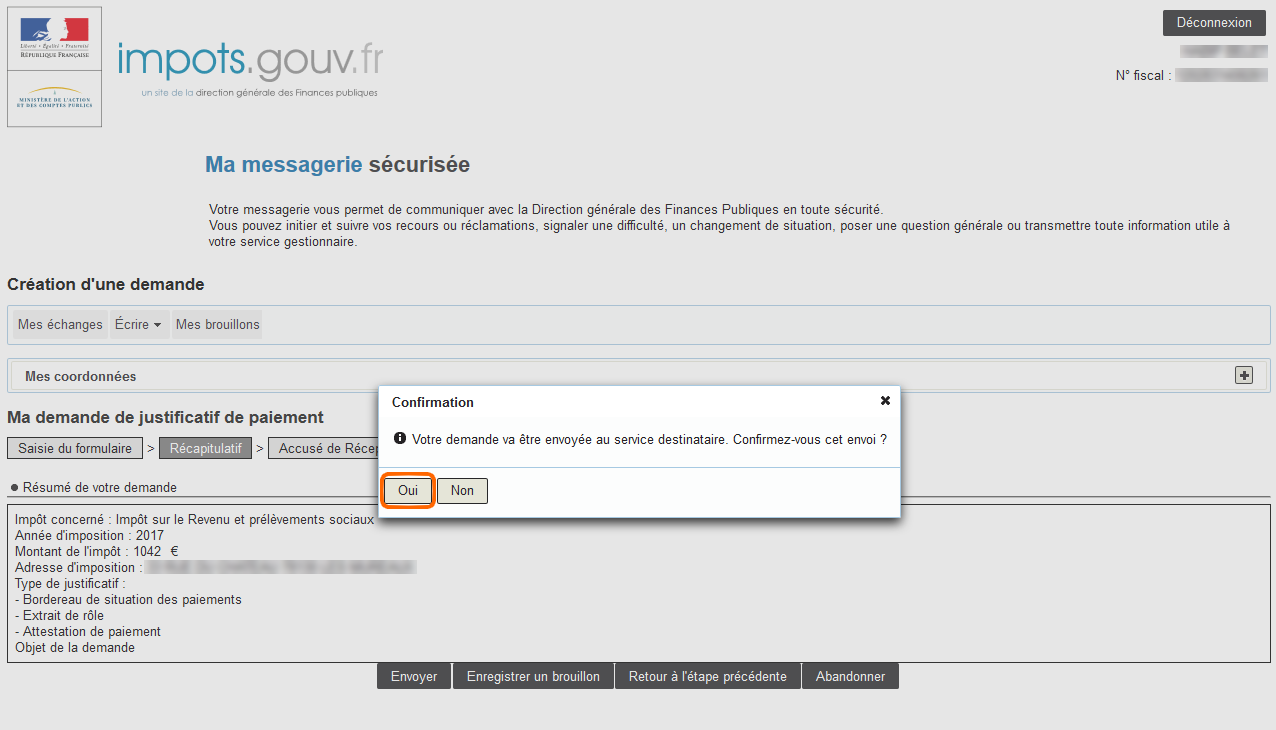 Liberté • Égalité • Fraternité
RÉPUBLIQUE FRANÇAISE
MINISTÈRE DE L'ACTION
ET DES COMPTES PUBLICS
impots.gouv.fr
un site de la direction générale des Finances publiques
Déconnexion
N° fiscal :
Ma messagerie sécurisée
Votre messagerie vous permet de communiquer avec la Direction générale des Finances Publiques en toute sécurité.
Vous pouvez initier et suivre vos recours ou réclamations, signaler une difficulté, un changement de situation, poser une question générale ou transmettre toute information utile à
votre service gestionnaire.
Création d'une demande
Mes échanges Écrire Mes brouillons
Mes coordonnées
Confirmation
Votre demande va être envoyée au service destinataire. Confirmez-vous cet envoi ?
Oui Non
Ma demande de justificatif de paiement
Saisie du formulaire > Récapitulatif > Accusé de Récep
Résumé de votre demande
Impôt concerné : Impôt sur le Revenu et prélèvements sociaux
Année d'imposition : 2017
Montant de l'impôt : 1042 €
Adresse d'imposition :
Type de justificatif :
- Bordereau de situation des paiements
- Extrait de rôle
- Attestation de paiement
Objet de la demande
Envoyer Enregistrer un brouillon Retour à l'étape précédente Abandonner